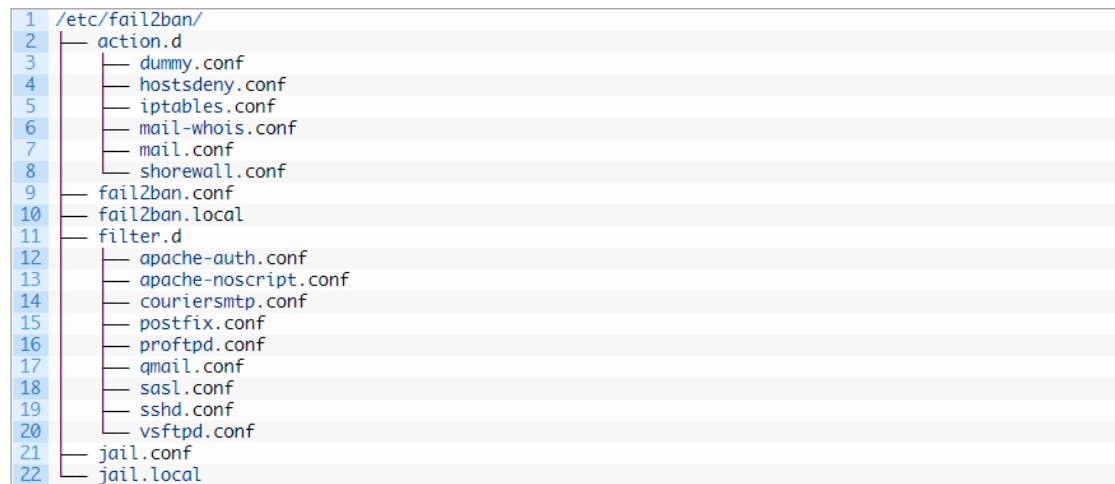 1 /etc/fail2ban/
2 ├── action.d
3 │   ├── dummy.conf
4 │   ├── hostsdeny.conf
5 │   ├── iptables.conf
6 │   ├── mail-whois.conf
7 │   ├── mail.conf
8 │   └── shorewall.conf
9 ├── fail2ban.conf
10 ├── fail2ban.local
11 ├── filter.d
12 │   ├── apache-auth.conf
13 │   ├── apache-noscript.conf
14 │   ├── couriersmtp.conf
15 │   ├── postfix.conf
16 │   ├── proftpd.conf
17 │   ├── qmail.conf
18 │   ├── sasl.conf
19 │   ├── sshd.conf
20 │   └── vsftpd.conf
21 ├── jail.conf
22 └── jail.local